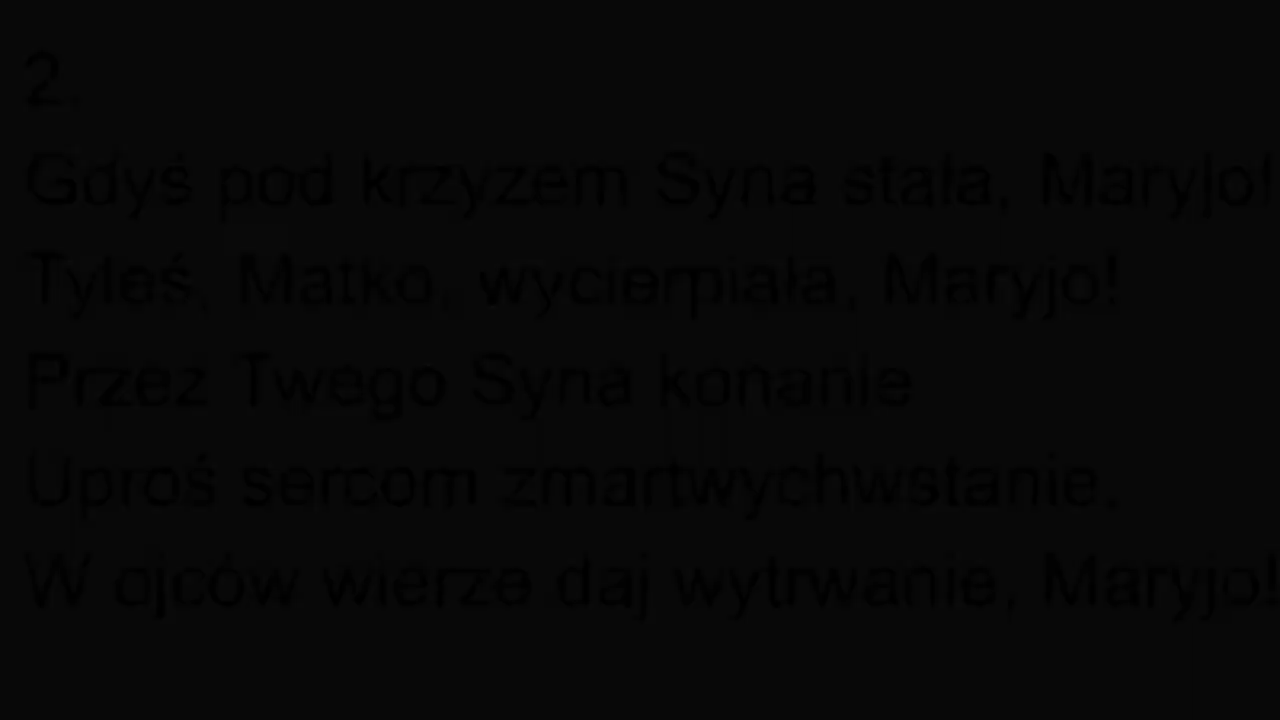 2.
Gdyś pod krzyżem Syna stała, Maryjo!
Tyleś, Matko, wycierpiała, Maryjo!
Przez Twego Syna konanie
Uproś sercom zmartwychwstanie.
W ojców wierze daj wytrwanie, Maryjo!